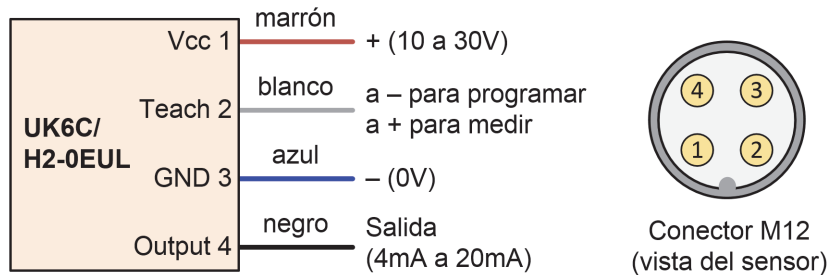 marrón
Vcc 1
+ (10 a 30V)
blanco
Teach 2
a – para programar
a + para medir
UK6C/
H2-0EUL
azul
GND 3
– (0V)
negro
Output 4
Salida
(4mA a 20mA)
4 3
1 2
Conector M12
(vista del sensor)